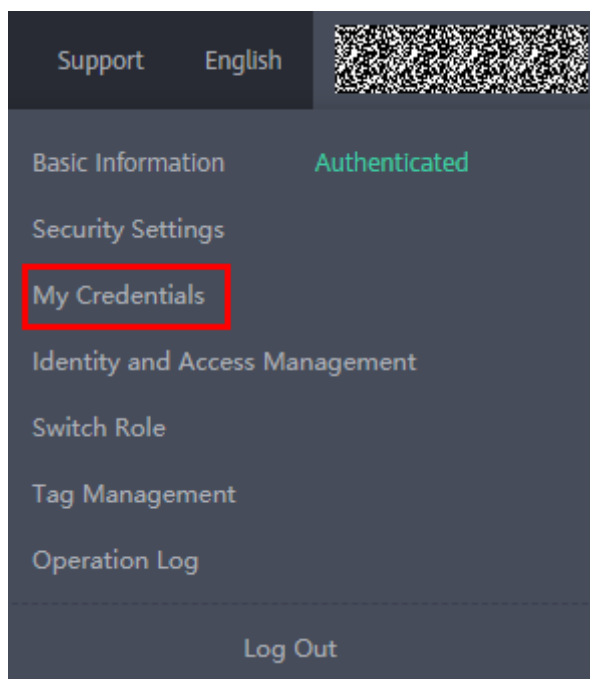 Support English
Basic Information Authenticated
Security Settings
My Credentials
Identity and Access Management
Switch Role
Tag Management
Operation Log
Log Out